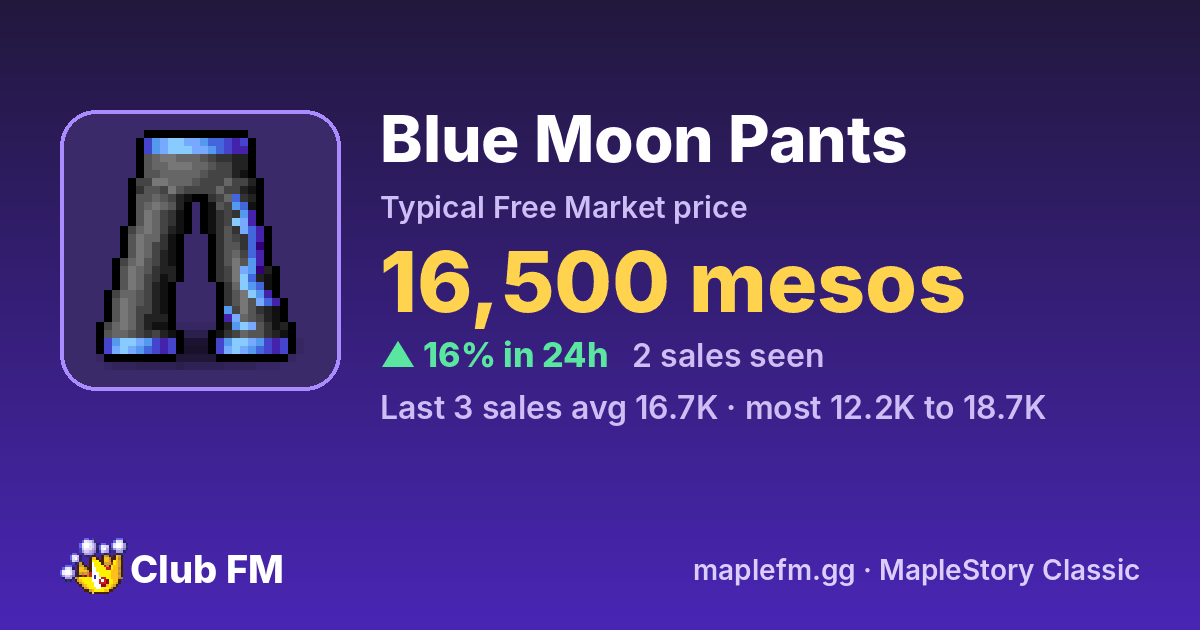 Blue Moon Pants
Typical Free Market price
16,500 mesos
▲ 16% in 24h 2 sales seen
Last 3 sales avg 16.7K · most 12.2K to 18.7K
Club FM
maplefm.gg · MapleStory Classic